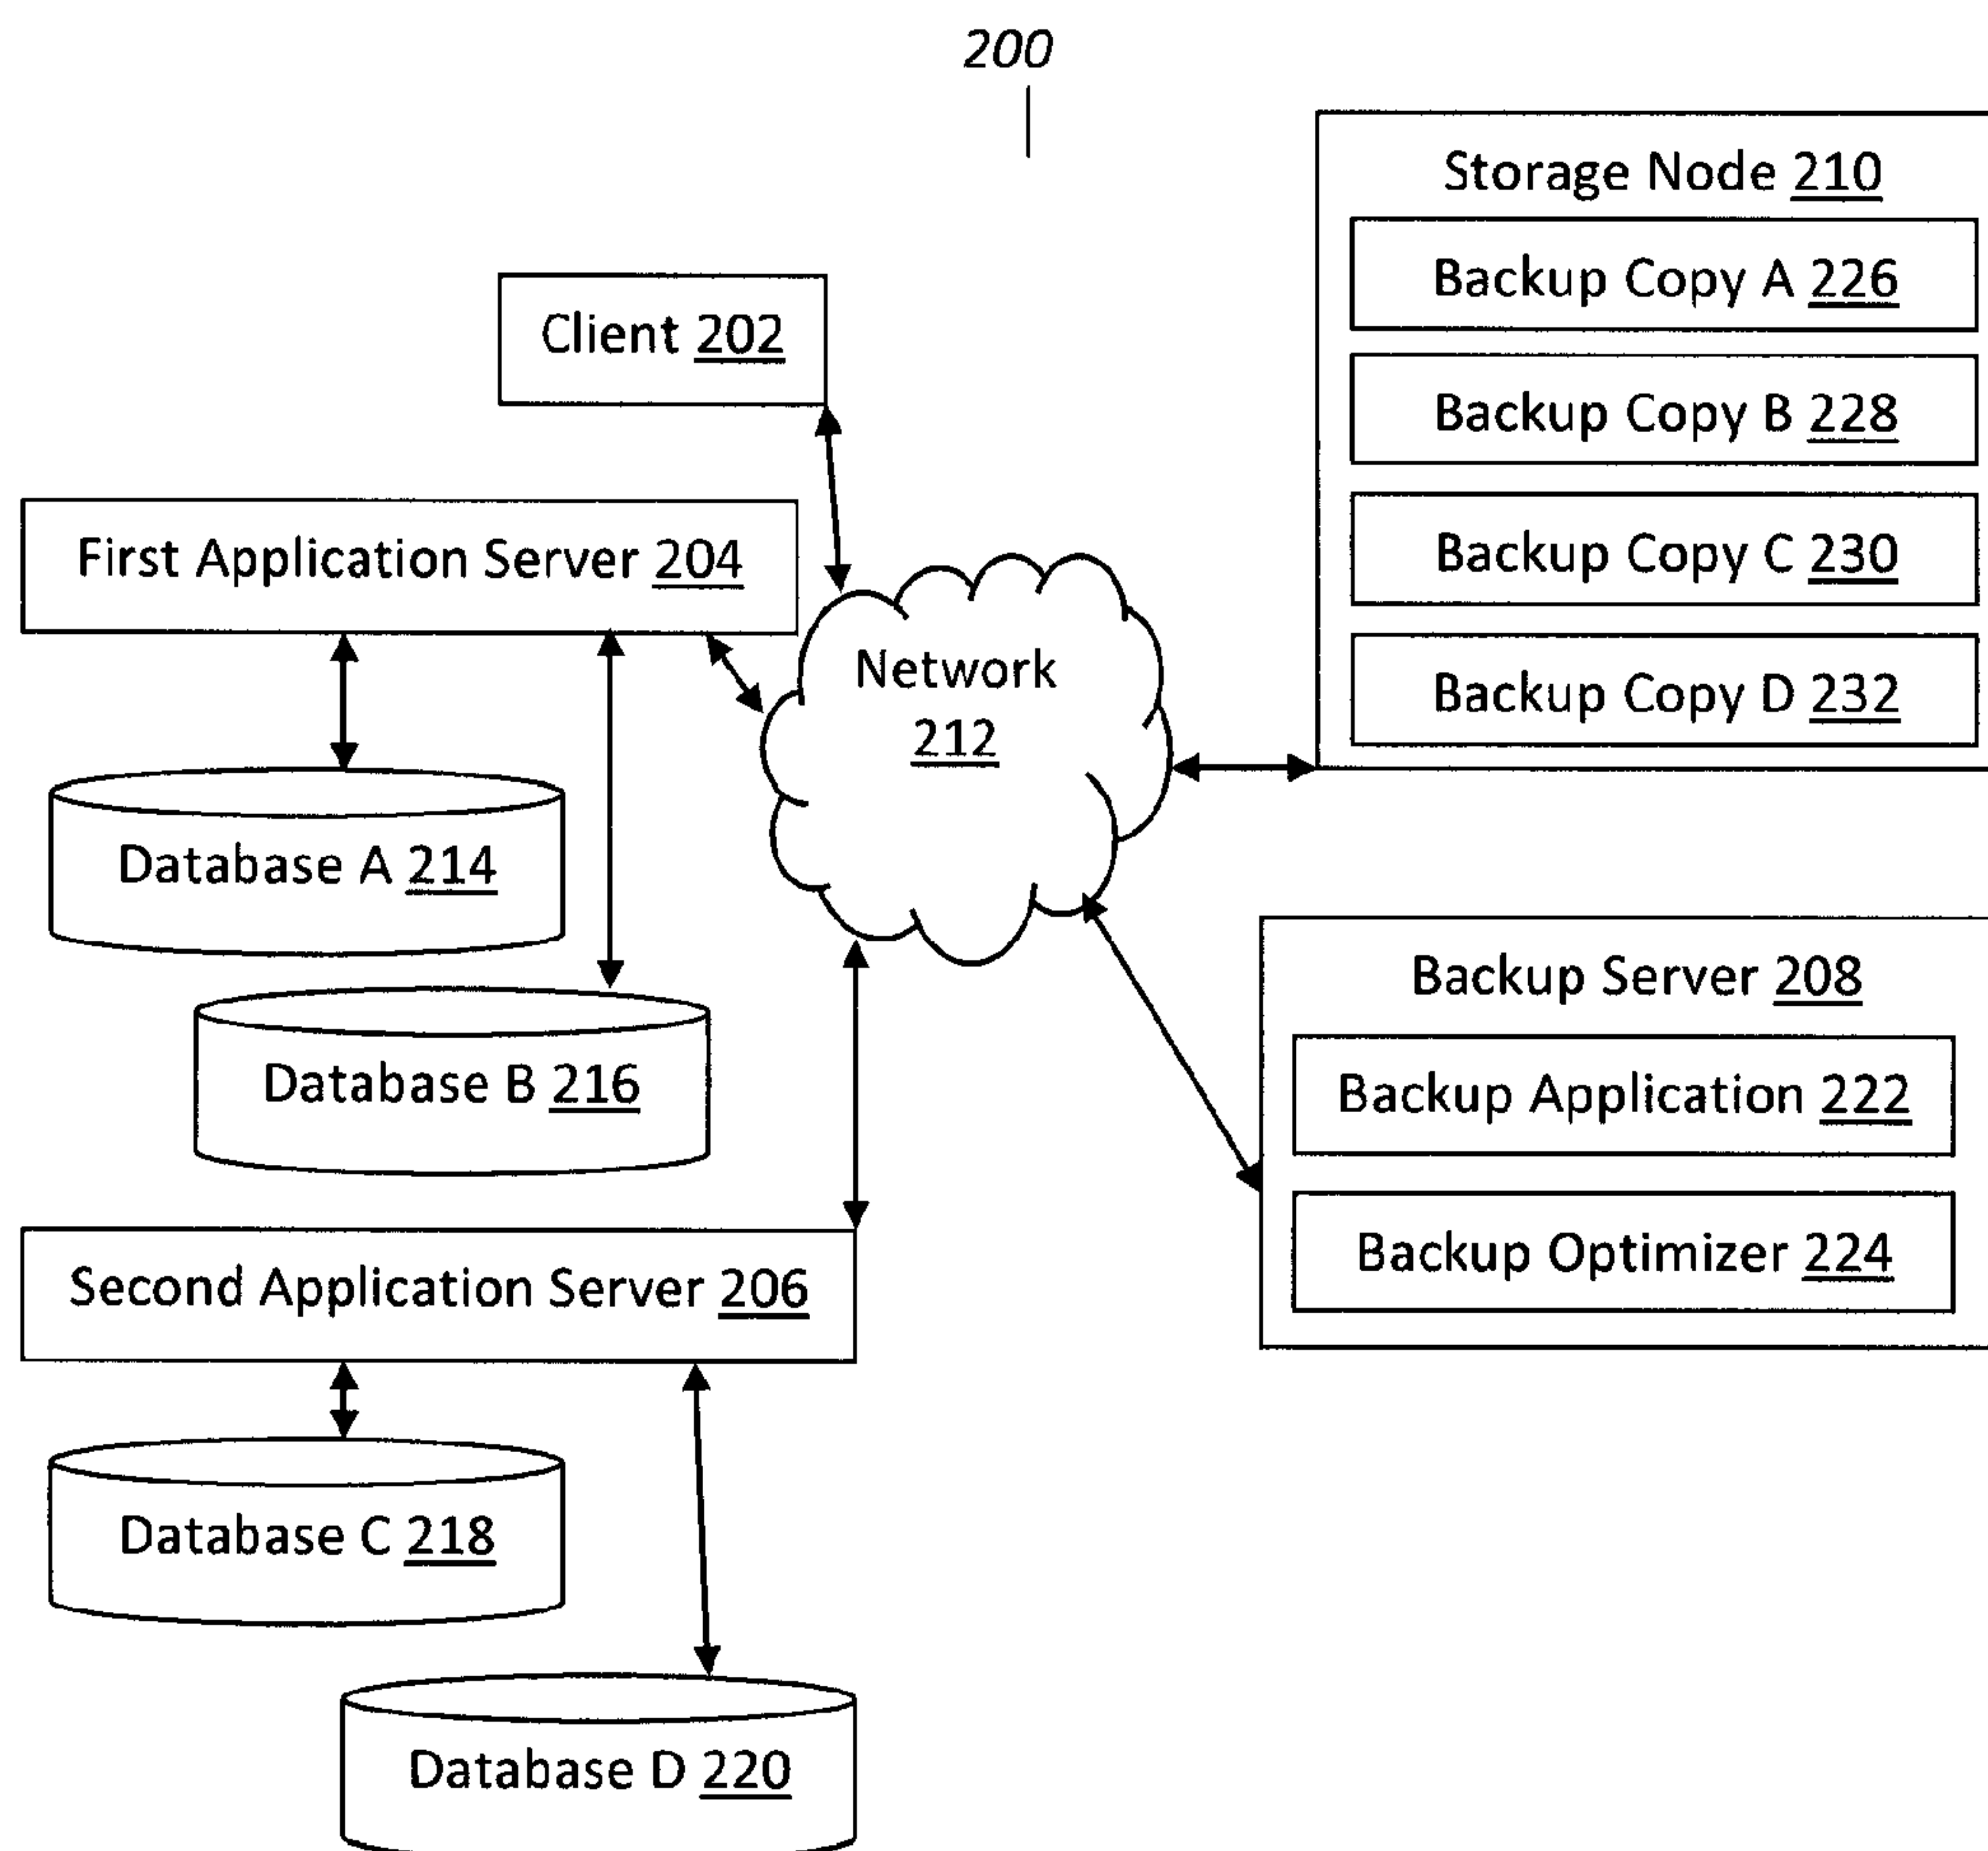 200
Storage Node 210
Backup Copy A 226
Backup Copy B 228
Backup Copy C 230
Backup Copy D 232
Client 202
First Application Server 204
Network
212
Database A 214
Database B 216
Backup Server 208
Backup Application 222
Backup Optimizer 224
Second Application Server 206
Database C 218
Database D 220